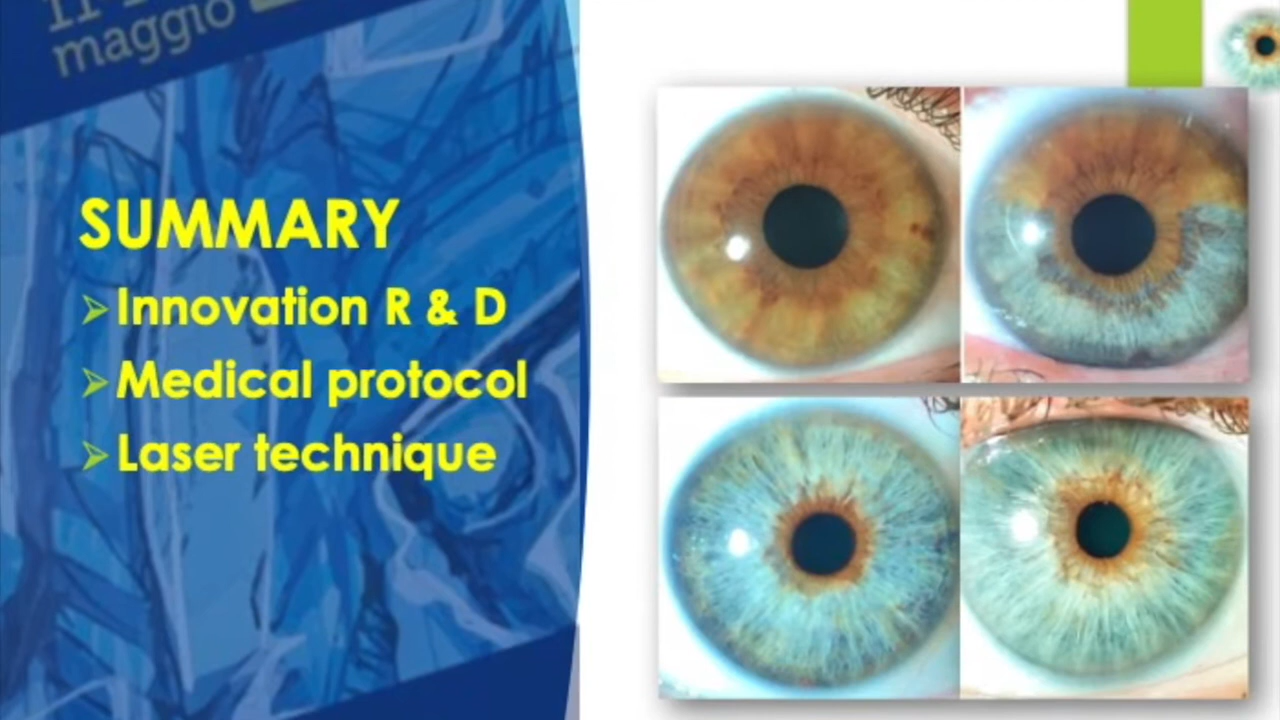 maggio
SUMMARY
➢ Innovation R & D
➢ Medical protocol
➢ Laser technique